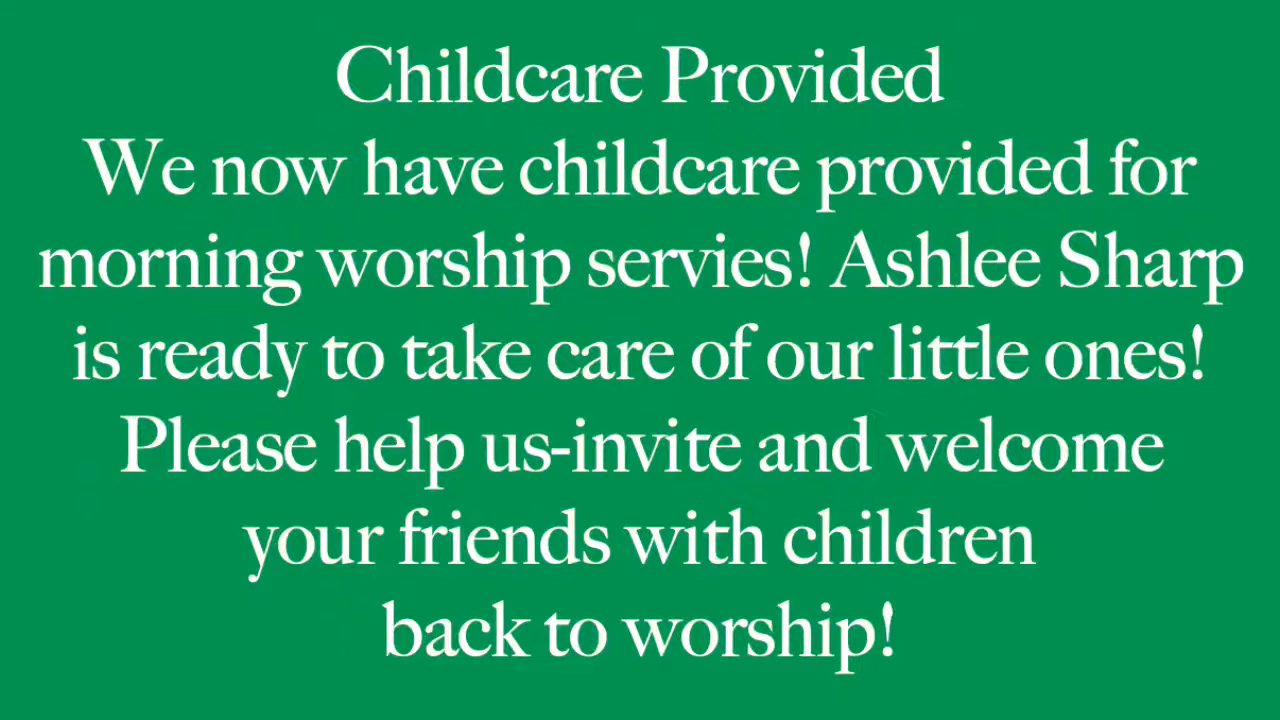 Childcare Provided
We now have childcare provided for
morning worship servies! Ashlee Sharp
is ready to take care of our little ones!
Please help us-invite and welcome
your friends with children
back to worship!